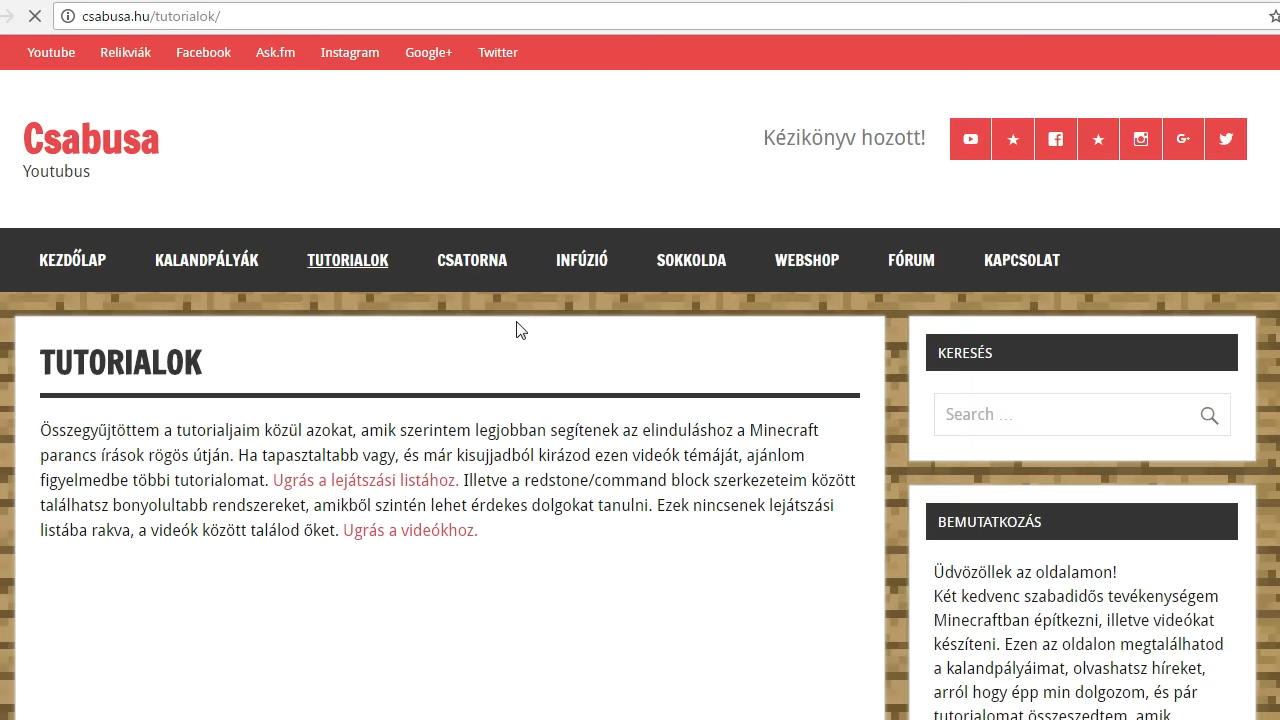 csabusa.hu/tutorialok/
Youtube Relikviák Facebook Ask.fm Instagram Google+ Twitter
Csabusa
Youtubus
Kézikönyv hozott!
KEZDŐLAP KALANDPÁLYÁK TUTORIALOK CSATORNA INFÚZIÓ SOKKOLDA WEBSHOP FÓRUM KAPCSOLAT
TUTORIALOK
Összegyűjtöttem a tutorialjaim közül azokat, amik szerintem legjobban segítenek az elinduláshoz a Minecraft
parancs írások rögös útján. Ha tapasztaltabb vagy, és már kisujjadból kirázod ezen videók témáját, ajánlom
figyelmedbe többi tutorialomat. Ugrás a lejátszási listához. Illetve a redstone/command block szerkezeteim között
találhatsz bonyolultabb rendszereket, amikből szintén lehet érdekes dolgokat tanulni. Ezek nincsenek lejátszási
listába rakva, a videók között találod őket. Ugrás a videókhoz.
KERESÉS
Search …
BEMUTATKOZÁS
Üdvözöllek az oldalamon!
Két kedvenc szabadidős tevékenységem
Minecraftban építkezni, illetve videókat
készíteni. Ezen az oldalon megtalálhatod
a kalandpályáimat, olvashatsz híreket,
arról hogy épp min dolgozom, és pár
tutorialomat összeszedtem, amik